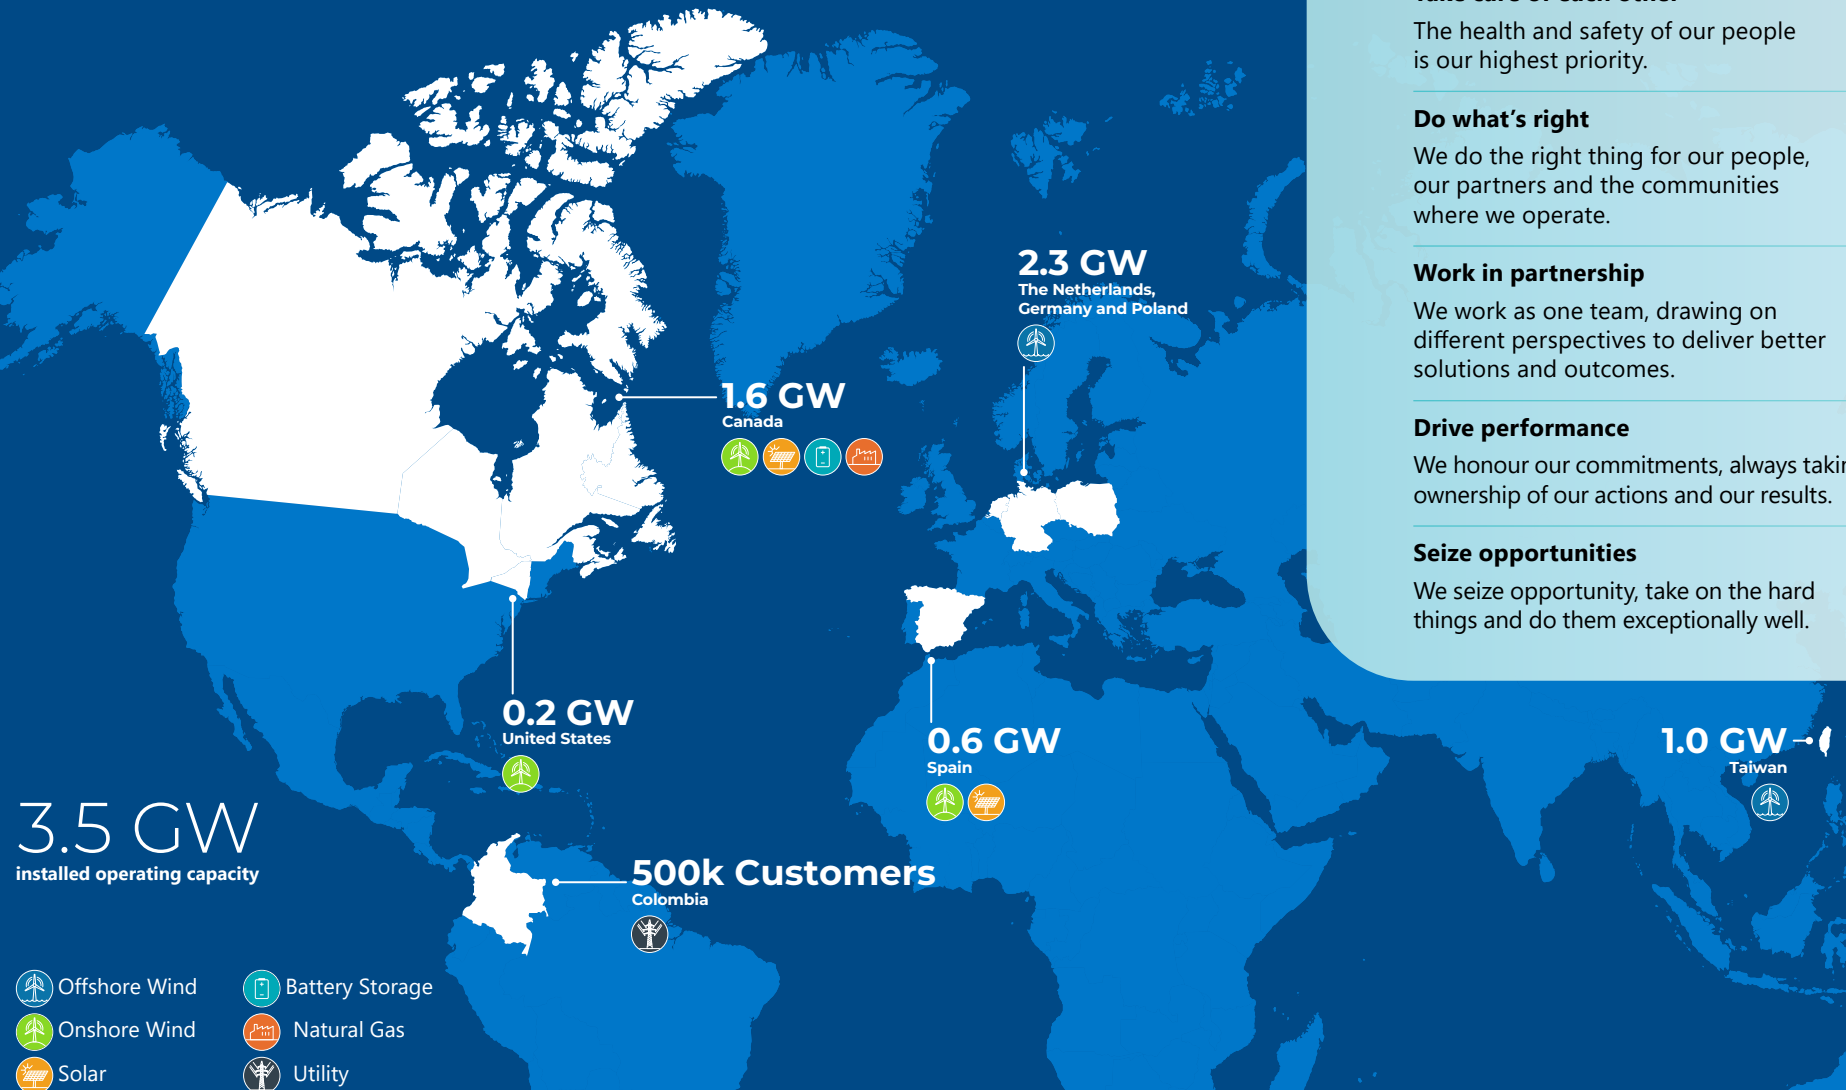 Take care of each other
The health and safety of our people
is our highest priority.
Do what's right
We do the right thing for our people,
our partners and the communities
where we operate.
Work in partnership
We work as one team, drawing on
different perspectives to deliver better
solutions and outcomes.
Drive performance
We honour our commitments, always takin
ownership of our actions and our results.
Seize opportunities
We seize opportunity, take on the hard
things and do them exceptionally well.
2.3 GW
The Netherlands,
Germany and Poland
1.6 GW
Canada
0.2 GW
United States
0.6 GW
Spain
1.0 GW
Taiwan
500k Customers
Colombia
3.5 GW
installed operating capacity
Offshore Wind
Onshore Wind
Solar
Battery Storage
Natural Gas
Utility